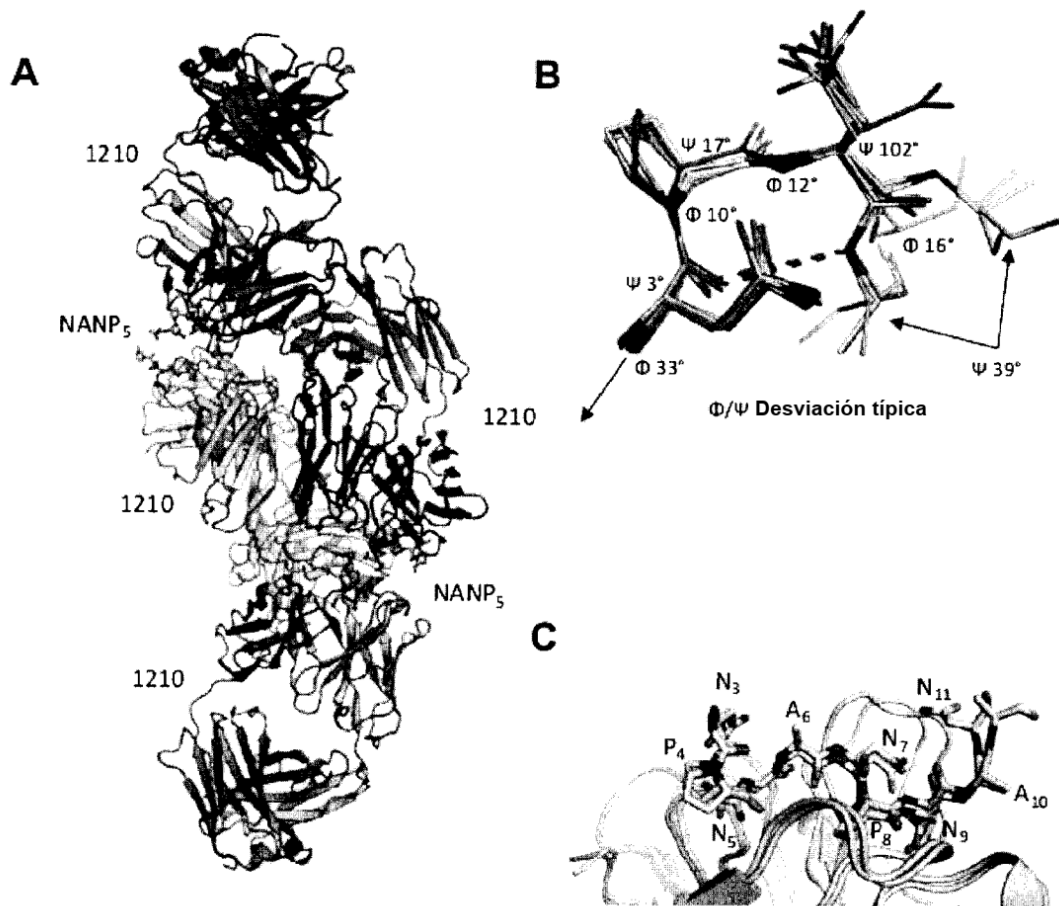 A
1210
NANP₅
1210
1210
NANP₅
1210
B
Ψ 17°
Ψ 102°
Φ 12°
Φ 10°
Φ 16°
Ψ 3°
Φ 33°
Ψ 39°
Φ/Ψ Desviación típica
C
N₃
N₁₁
A₆
P₄
N₇
A₁₀
N₅
P₈
N₉